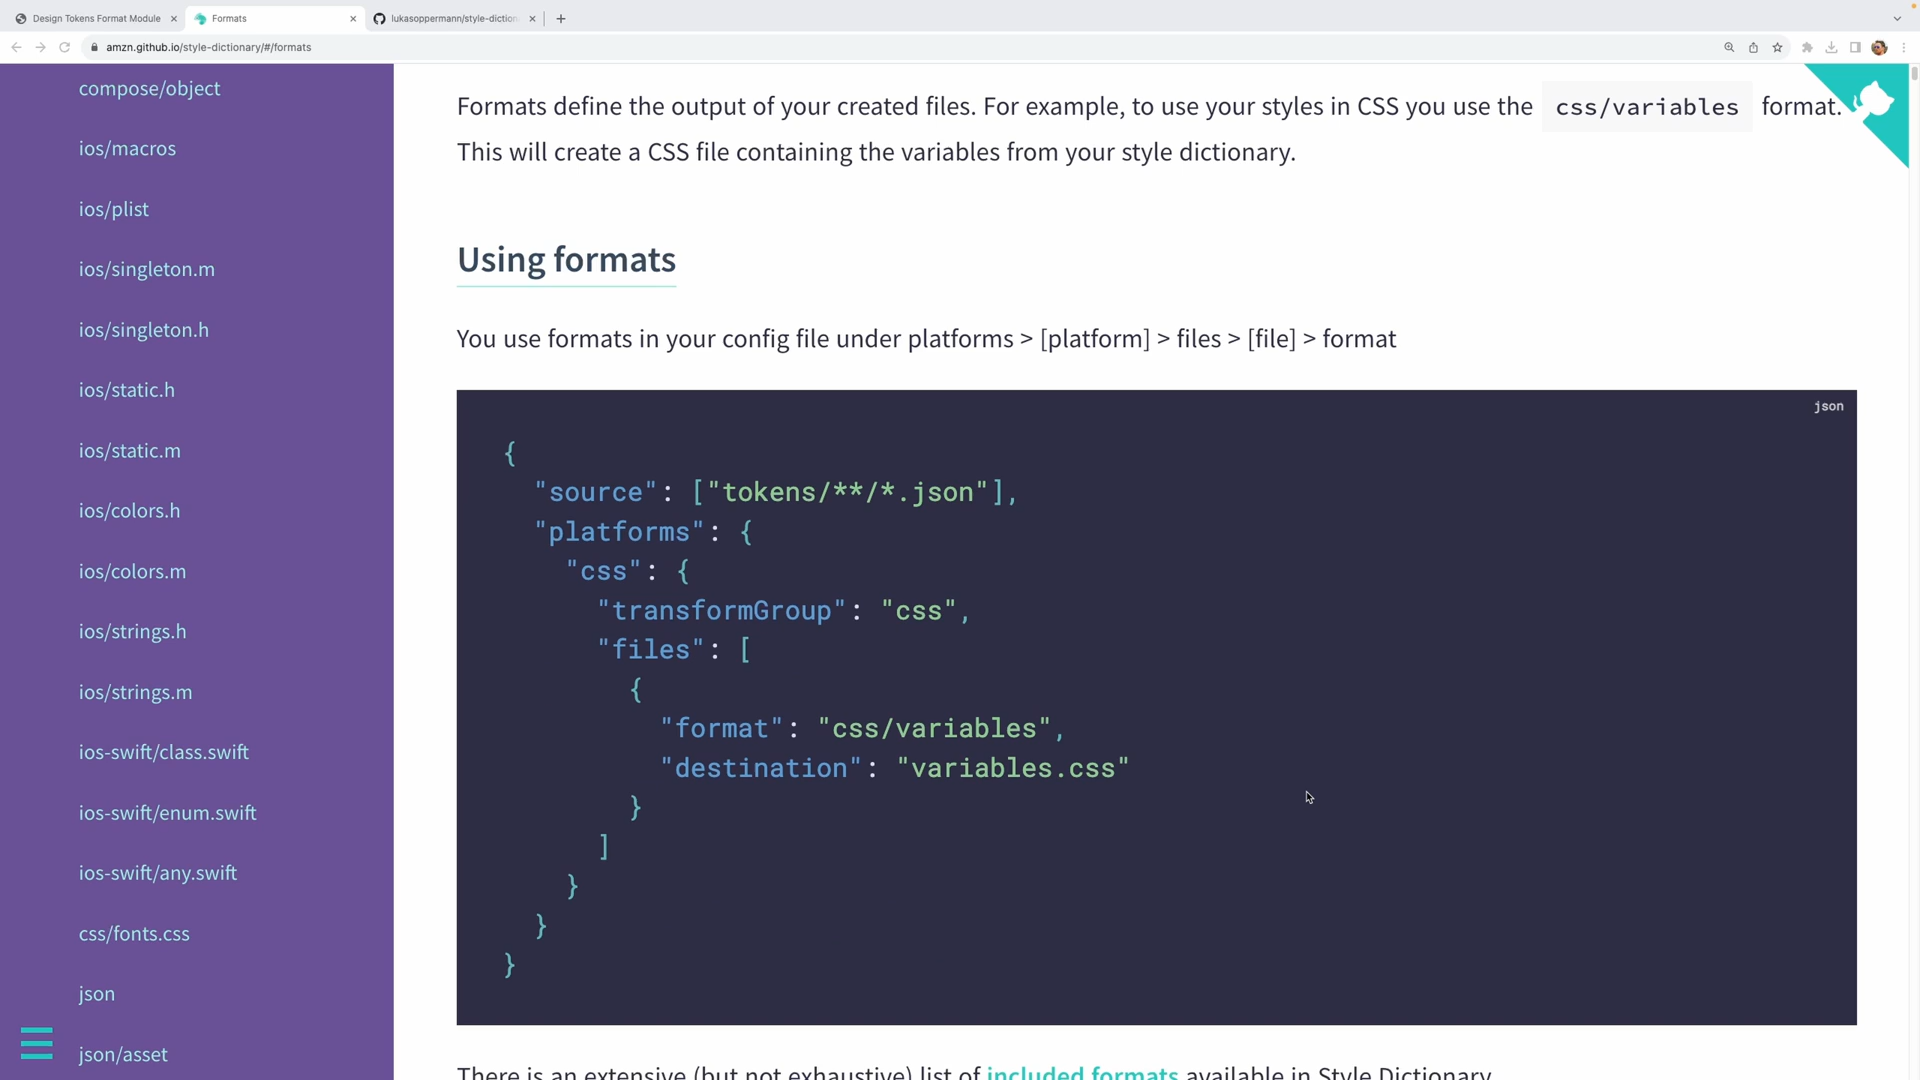 Design Tokens Format Module
Formats
lukasoppermann/style-diction
amzn.github.io/style-dictionary/#/formats
compose/object
ios/macros
ios/plist
ios/singleton.m
ios/singleton.h
ios/static.h
ios/static.m
ios/colors.h
ios/colors.m
ios/strings.h
ios/strings.m
ios-swift/class.swift
ios-swift/enum.swift
ios-swift/any.swift
css/fonts.css
json
json/asset
Formats define the output of your created files. For example, to use your styles in CSS you use the css/variables format.
This will create a CSS file containing the variables from your style dictionary.
Using formats
You use formats in your config file under platforms > [platform] > files > [file] > format
json
{
"source": ["tokens/**/*.json"],
"platforms": {
"css": {
"transformGroup": "css",
"files": [
{
"format": "css/variables",
"destination": "variables.css"
}
]
}
}
}
There is an extensive (but not exhaustive) list of included formats available in Style Dictionary.